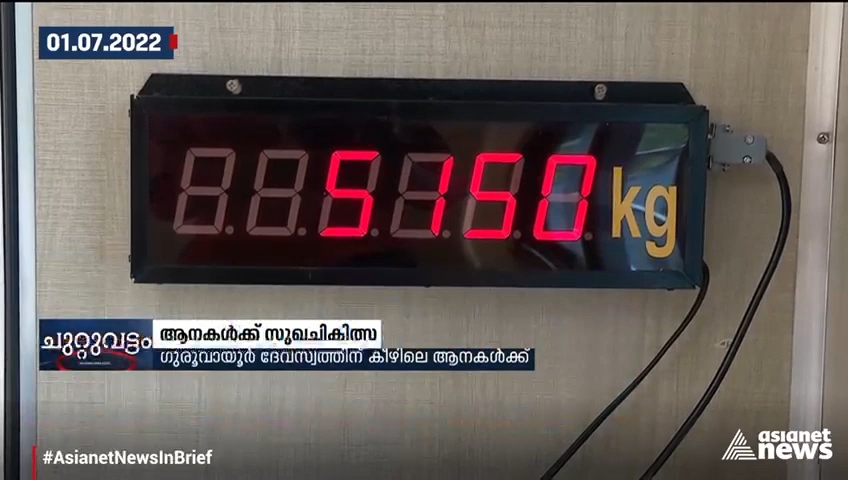 01.07.2022
5150 kg
ചുറ്റുവട്ടം
ആനകൾക്ക് സുഖചികിത്സ
ഗുരുവായൂർ ദേവസ്വത്തിന് കീഴിലെ ആനകൾക്ക്
#AsianetNewsInBrief
asianet
news